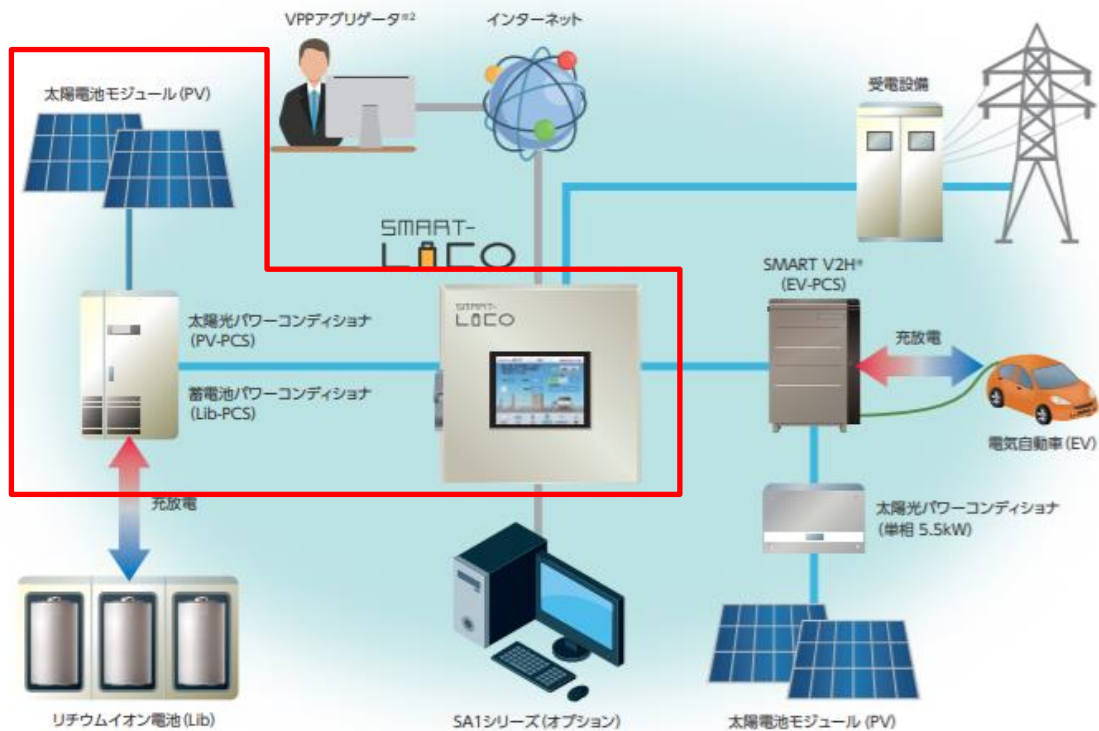 VPPアグリゲータ※2
インターネット
太陽電池モジュール(PV)
受電設備
SMART-
LOCO
SMART V2H®
(EV-PCS)
SMART-
LOCO
太陽光パワーコンディショナ
(PV-PCS)
充放電
蓄電池パワーコンディショナ
(Lib-PCS)
電気自動車(EV)
充放電
太陽光パワーコンディショナ
(単相 5.5kW)
リチウムイオン電池(Lib)
SA1シリーズ(オプション)
太陽電池モジュール(PV)